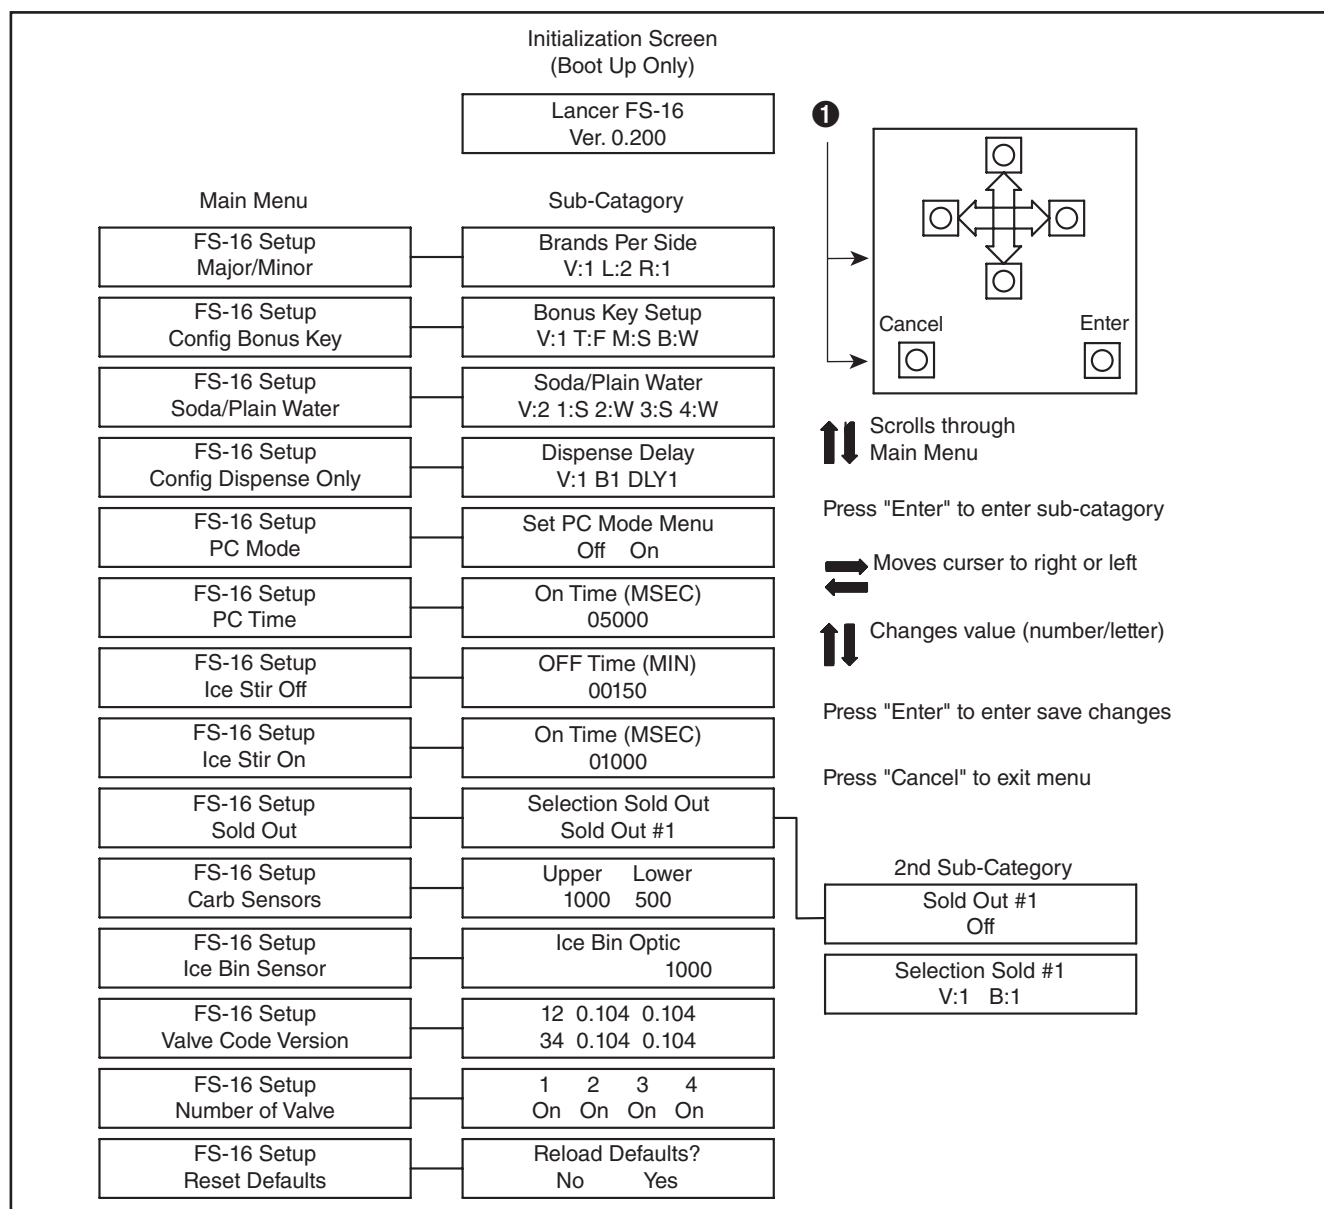 Initialization Screen
(Boot Up Only)
Lancer FS-16
Ver. 0.200
Main Menu
Sub-Catagory
FS-16 Setup
Major/Minor
Brands Per Side
V:1 L:2 R:1
FS-16 Setup
Config Bonus Key
Bonus Key Setup
V:1 T:F M:S B:W
FS-16 Setup
Soda/Plain Water
Soda/Plain Water
V:2 1:S 2:W 3:S 4:W
FS-16 Setup
Config Dispense Only
Dispense Delay
V:1 B1 DLY1
FS-16 Setup
PC Mode
Set PC Mode Menu
Off On
FS-16 Setup
PC Time
On Time (MSEC)
05000
FS-16 Setup
Ice Stir Off
OFF Time (MIN)
00150
FS-16 Setup
Ice Stir On
On Time (MSEC)
01000
FS-16 Setup
Sold Out
Selection Sold Out
Sold Out #1
FS-16 Setup
Carb Sensors
Upper Lower
1000 500
FS-16 Setup
Ice Bin Sensor
Ice Bin Optic
1000
FS-16 Setup
Valve Code Version
12 0.104 0.104
34 0.104 0.104
FS-16 Setup
Number of Valve
1 2 3 4
On On On On
FS-16 Setup
Reset Defaults
Reload Defaults?
No Yes
❶
Cancel
Enter
Scrolls through
Main Menu
Press "Enter" to enter sub-catagory
Moves curser to right or left
Changes value (number/letter)
Press "Enter" to enter save changes
Press "Cancel" to exit menu
2nd Sub-Category
Sold Out #1
Off
Selection Sold #1
V:1 B:1